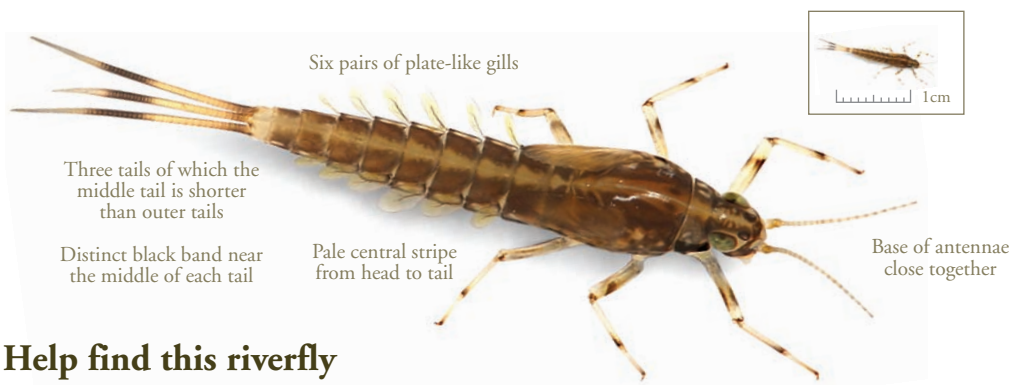 Six pairs of plate-like gills
1cm
Three tails of which the
middle tail is shorter
than outer tails
Distinct black band near
the middle of each tail
Pale central stripe
from head to tail
Base of antennae
close together
Help find this riverfly